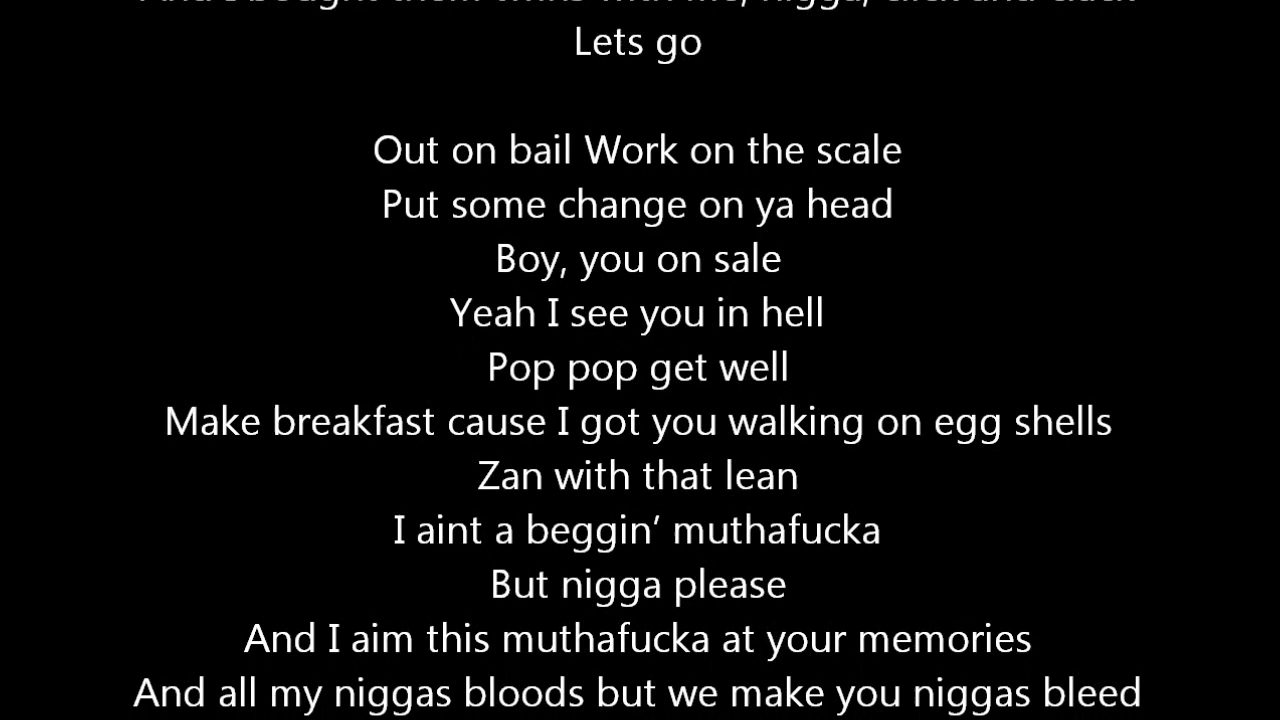 Lets go
Out on bail Work on the scale
Put some change on ya head
Boy, you on sale
Yeah I see you in hell
Pop pop get well
Make breakfast cause I got you walking on egg shells
Zan with that lean
I aint a beggin’ muthafucka
But nigga please
And I aim this muthafucka at your memories
And all my niggas bloods but we make you niggas bleed